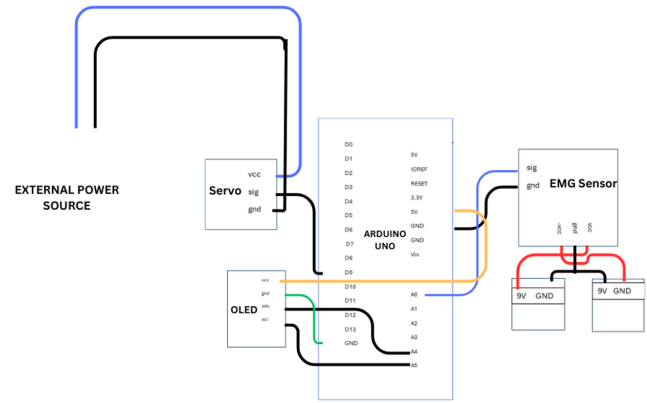 EXTERNAL POWER
SOURCE
Servo
vcc
sig
gnd
OLED
vcc
gnd
sda
scl
ARDUINO
UNO
D0
D1
D2
D3
D4
D5
D6
D7
D8
D9
D10
D11
D12
D13
GND
5V
IOREF
RESET
3.3V
5V
GND
GND
Vin
A0
A1
A2
A3
A4
A5
sig
gnd
EMG Sensor
-vcc
gnd
vcc
9V GND
9V GND